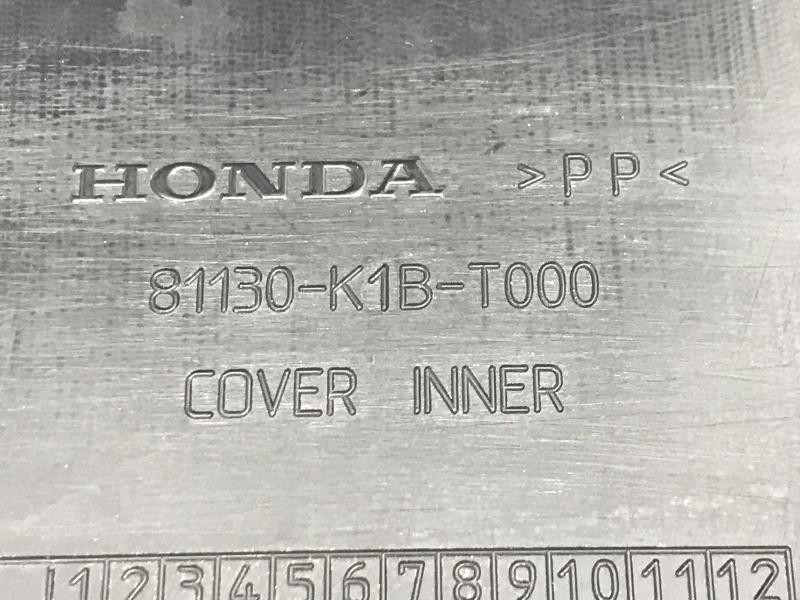 HONDA >PP<
81130-K1B-T000
COVER INNER
1 2 3 4 5 6 7 8 9 10 11 12